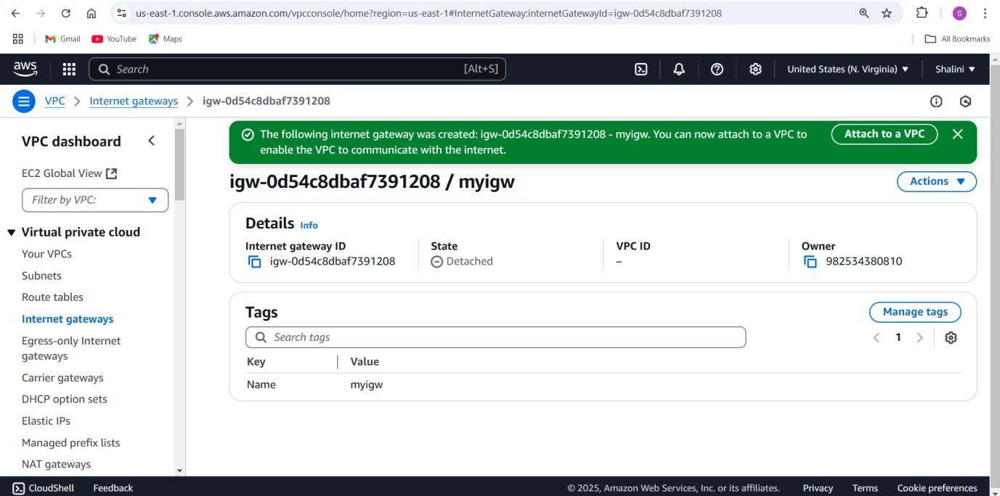 us-east-1.console.aws.amazon.com/vpcconsole/home?region=us-east-1#InternetGateway:internetGatewayId=igw-0d54c8dbaf7391208
S
Gmail YouTube Maps All Bookmarks
aws Search [Alt+S] United States (N. Virginia) Shalini
VPC Internet gateways igw-0d54c8dbaf7391208
VPC dashboard
EC2 Global View
Filter by VPC:
Virtual private cloud
Your VPCs
Subnets
Route tables
Internet gateways
Egress-only Internet
gateways
Carrier gateways
DHCP option sets
Elastic IPs
Managed prefix lists
NAT gateways
The following internet gateway was created: igw-0d54c8dbaf7391208 - myigw. You can now attach to a VPC to
enable the VPC to communicate with the internet.
Attach to a VPC
igw-0d54c8dbaf7391208 / myigw
Actions
Details Info
Internet gateway ID
igw-0d54c8dbaf7391208
State
Detached
VPC ID
–
Owner
982534380810
Tags
Manage tags
Search tags
1
Key Value
Name myigw
CloudShell Feedback © 2025, Amazon Web Services, Inc. or its affiliates. Privacy Terms Cookie preferences